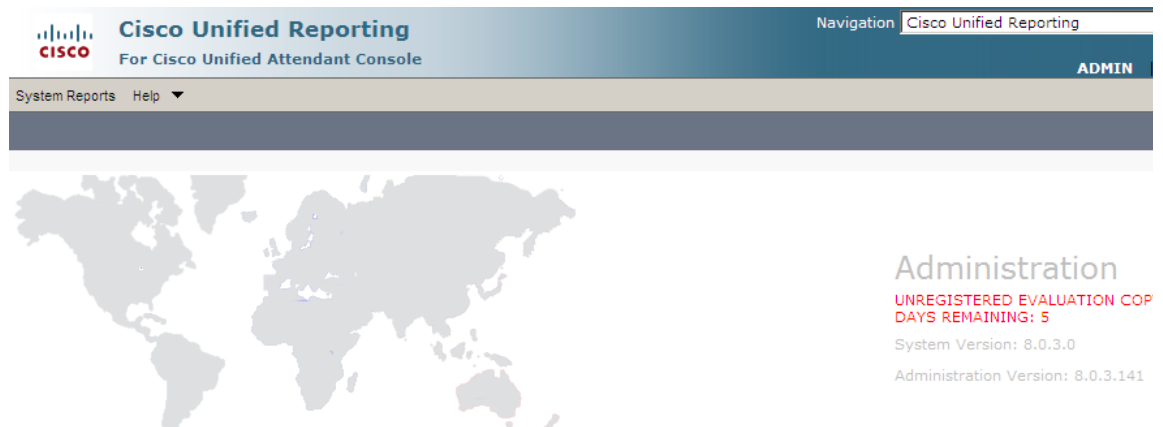 CISCO
Cisco Unified Reporting
For Cisco Unified Attendant Console
Navigation Cisco Unified Reporting
ADMIN
System Reports Help
Administration
UNREGISTERED EVALUATION COP
DAYS REMAINING: 5
System Version: 8.0.3.0
Administration Version: 8.0.3.141